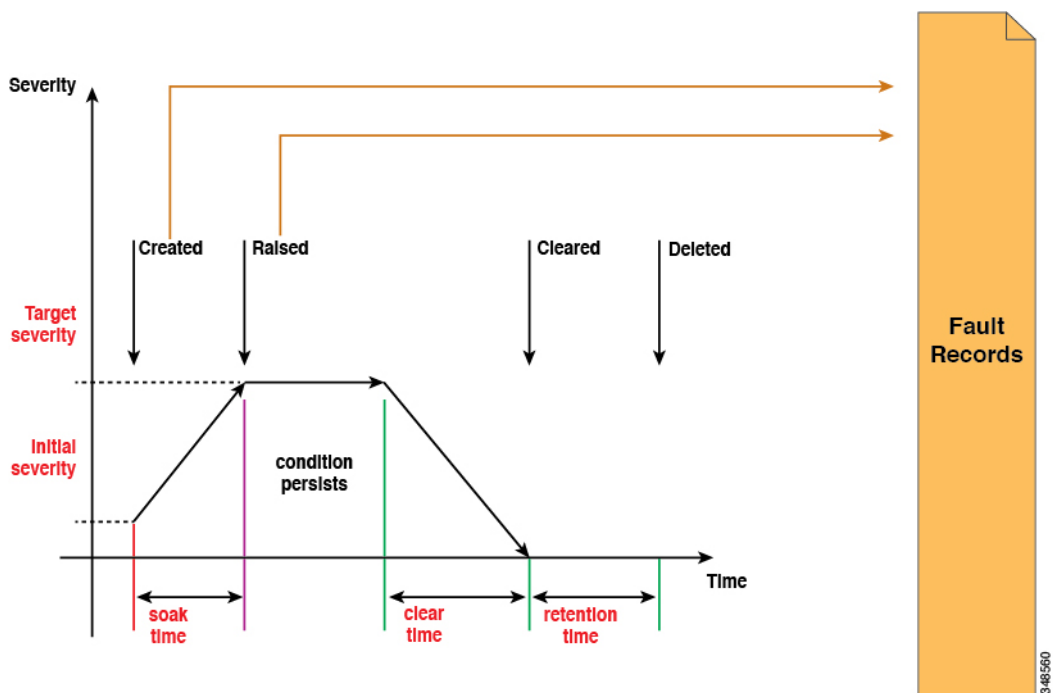 Severity
Created
Raised
Cleared
Deleted
Target
severity
Initial
severity
condition
persists
Time
soak
time
clear
time
retention
time
Fault
Records
348560